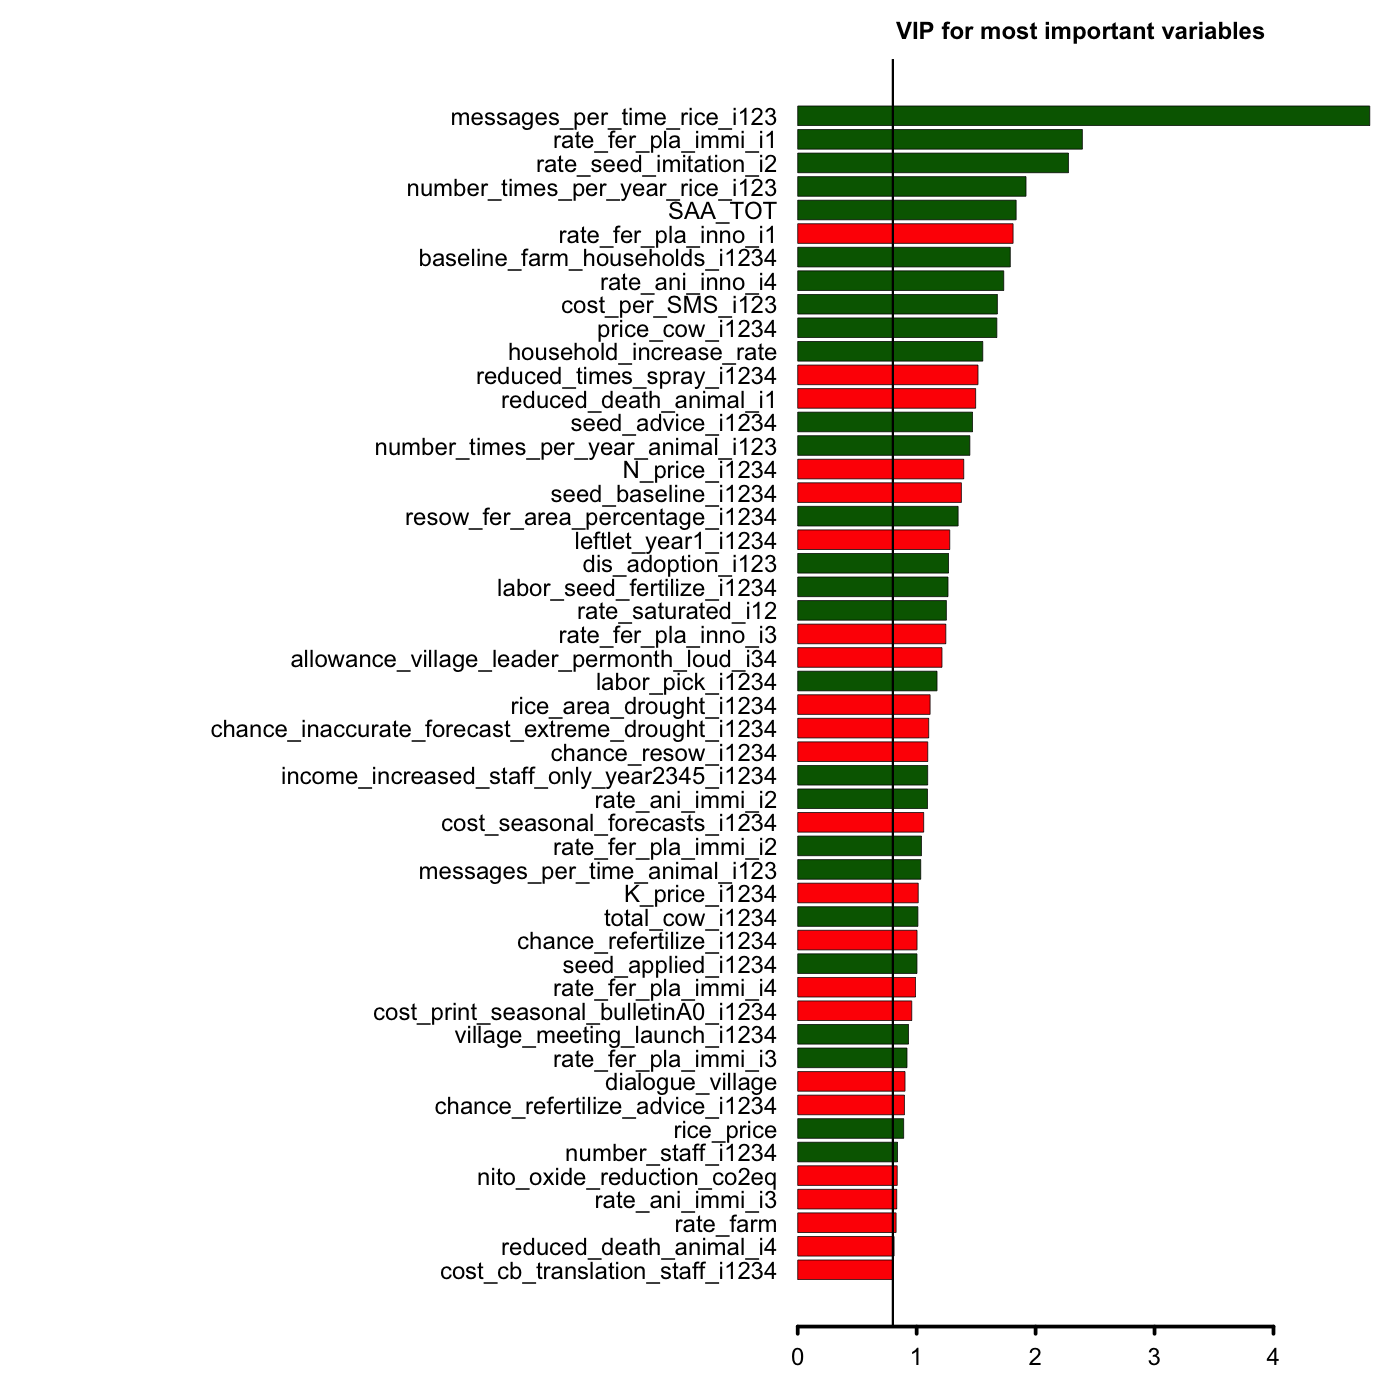 VIP for most important variables
messages_per_time_rice_i123
rate_fer_pla_immi_i1
rate_seed_imitation_i2
number_times_per_year_rice_i123
SAA_TOT
rate_fer_pla_inno_i1
baseline_farm_households_i1234
rate_ani_inno_i4
cost_per_SMS_i123
price_cow_i1234
household_increase_rate
reduced_times_spray_i1234
reduced_death_animal_i1
seed_advice_i1234
number_times_per_year_animal_i123
N_price_i1234
seed_baseline_i1234
resow_fer_area_percentage_i1234
leftlet_year1_i1234
dis_adoption_i123
labor_seed_fertilize_i1234
rate_saturated_i12
rate_fer_pla_inno_i3
allowance_village_leader_permonth_loud_i34
labor_pick_i1234
rice_area_drought_i1234
chance_inaccurate_forecast_extreme_drought_i1234
chance_resow_i1234
income_increased_staff_only_year2345_i1234
rate_ani_immi_i2
cost_seasonal_forecasts_i1234
rate_fer_pla_immi_i2
messages_per_time_animal_i123
K_price_i1234
total_cow_i1234
chance_refertilize_i1234
seed_applied_i1234
rate_fer_pla_immi_i4
cost_print_seasonal_bulletinA0_i1234
village_meeting_launch_i1234
rate_fer_pla_immi_i3
dialogue_village
chance_refertilize_advice_i1234
rice_price
number_staff_i1234
nito_oxide_reduction_co2eq
rate_ani_immi_i3
rate_farm
reduced_death_animal_i4
cost_cb_translation_staff_i1234
0 1 2 3 4